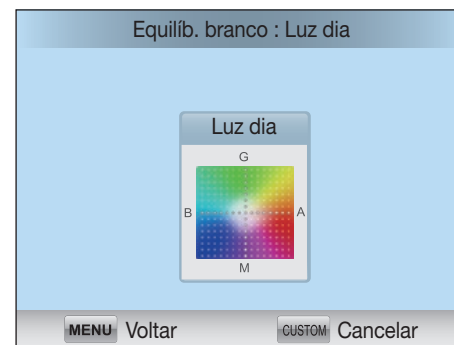 Equilíb. branco : Luz dia
Luz dia
G
B A
M
MENU Voltar CUSTOM Cancelar